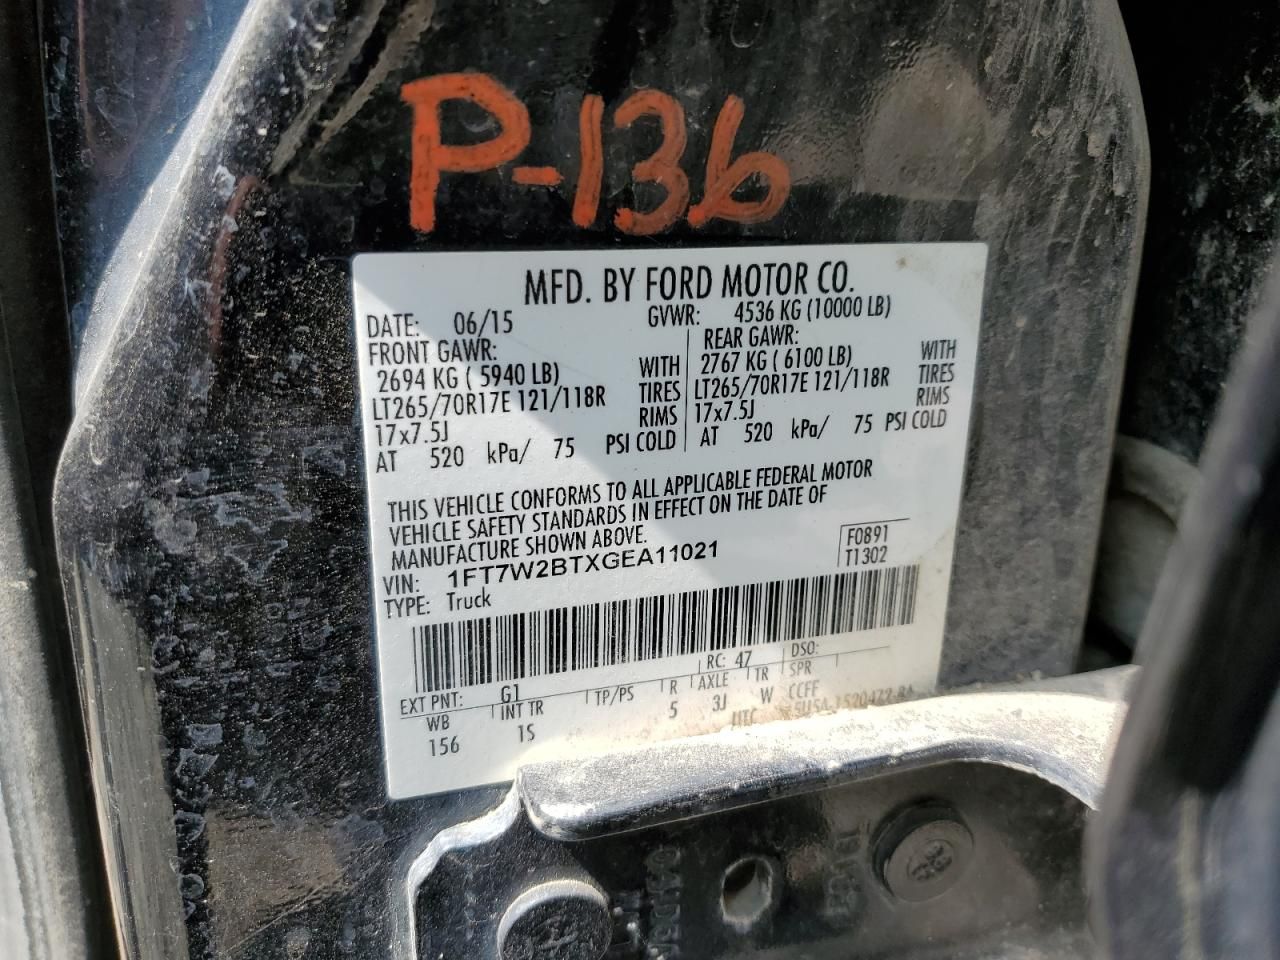 P-136
MFD. BY FORD MOTOR CO.
DATE: 06/15 GVWR: 4536 KG (10000 LB)
FRONT GAWR: REAR GAWR:
2694 KG ( 5940 LB) WITH 2767 KG ( 6100 LB) WITH
LT265/70R17E 121/118R TIRES LT265/70R17E 121/118R TIRES
17x7.5J RIMS 17x7.5J RIMS
AT 520 kPa/ 75 PSI COLD AT 520 kPa/ 75 PSI COLD
THIS VEHICLE CONFORMS TO ALL APPLICABLE FEDERAL MOTOR
VEHICLE SAFETY STANDARDS IN EFFECT ON THE DATE OF
MANUFACTURE SHOWN ABOVE.
F0891
T1302
VIN: 1FT7W2BTXGEA11021
TYPE: Truck
EXT PNT: G1 RC: 47 DSO:
WB INT TR TP/PS R AXLE TR SPR
156 1S 5 3J W CCFF
UTC